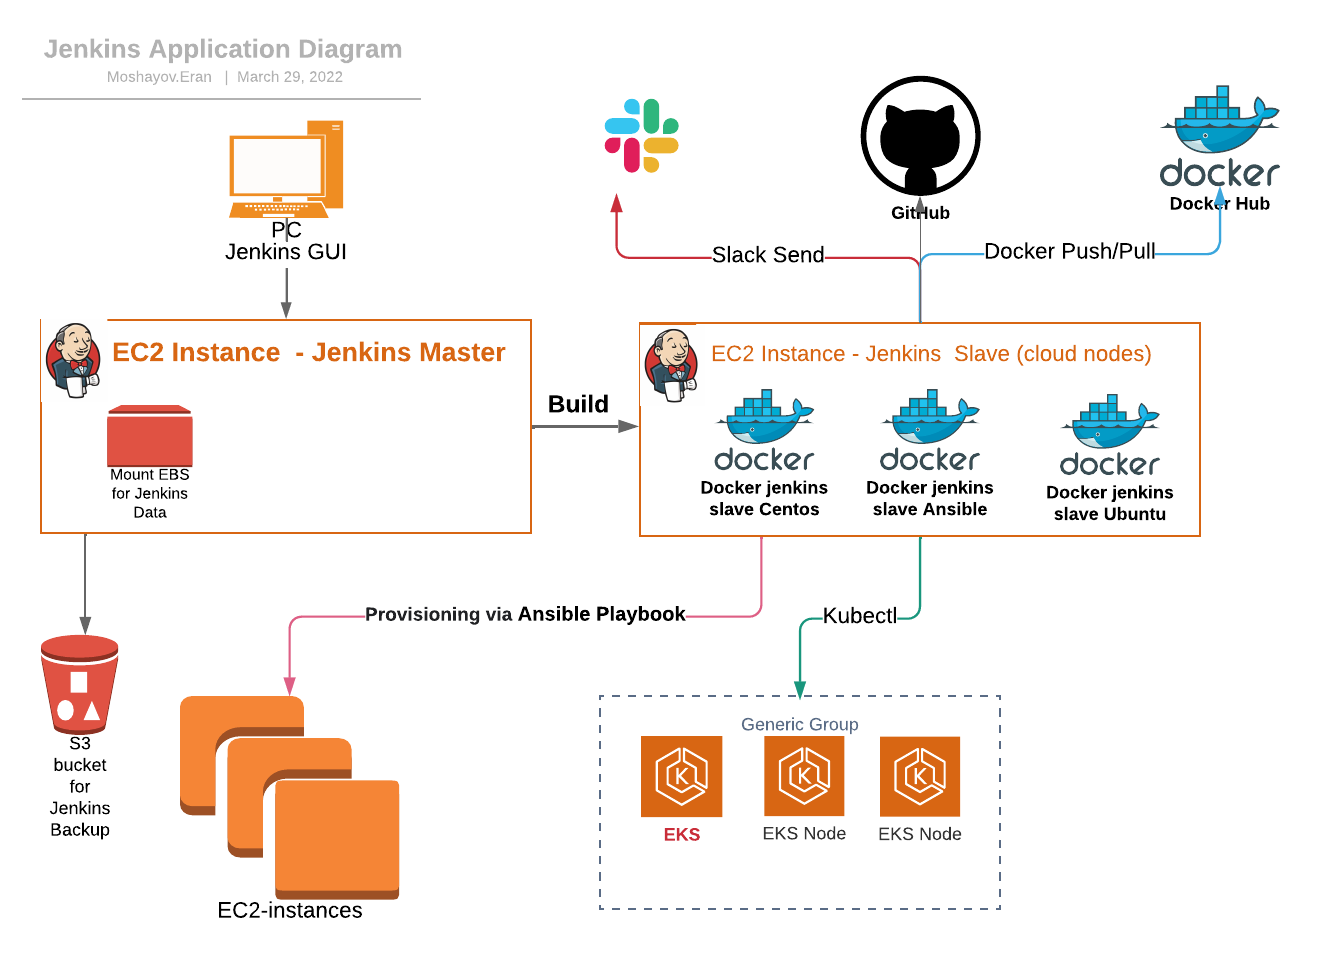 Jenkins Application Diagram
Moshayov.Eran | March 29, 2022
PC
Jenkins GUI
GitHub
docker
Docker Hub
Slack Send
Docker Push/Pull
EC2 Instance - Jenkins Master
Mount EBS
for Jenkins
Data
Build
EC2 Instance - Jenkins Slave (cloud nodes)
docker
Docker jenkins
slave Centos
docker
Docker jenkins
slave Ansible
docker
Docker jenkins
slave Ubuntu
Provisioning via Ansible Playbook
Kubectl
S3
bucket
for
Jenkins
Backup
EC2-instances
Generic Group
K
EKS
K
EKS Node
K
EKS Node